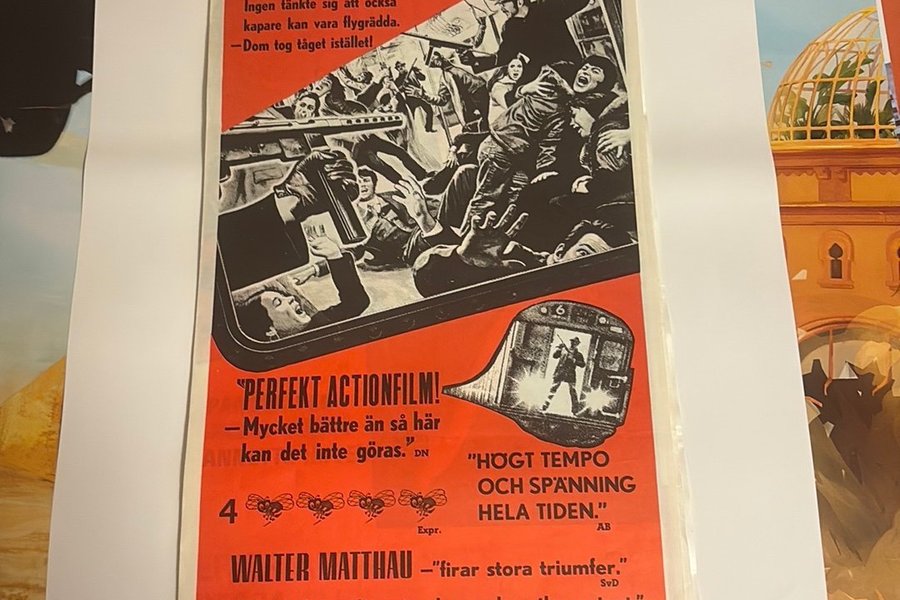 Ingen tänkte sig att också
kapare kan vara flygrädda.
—Dom tog tåget istället!
6
"PERFEKT ACTIONFILM!
—Mycket bättre än så här
kan det inte göras." DN
"HÖGT TEMPO
OCH SPÄNNING
HELA TIDEN."
AB
4
Expr.
WALTER MATTHAU —"firar stora triumfer."
SvD